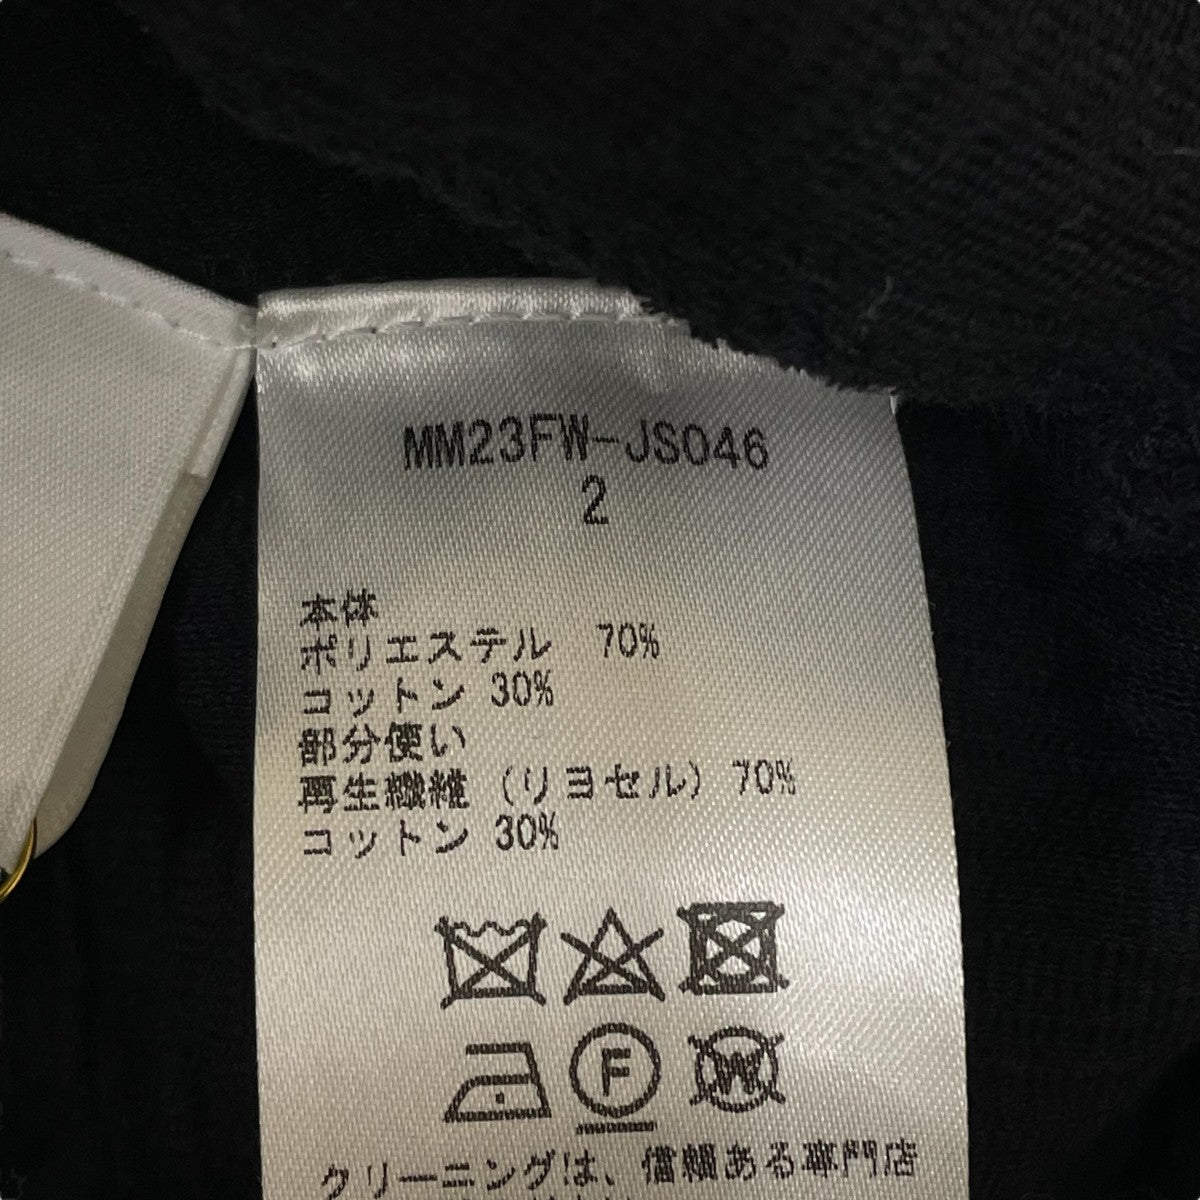 MM23FW-JS046
2
本体
ポリエステル 70%
コットン 30%
部分使い
再生繊維 (リヨセル) 70%
コットン 30%
F
W
クリーニングは、信頼ある専門店